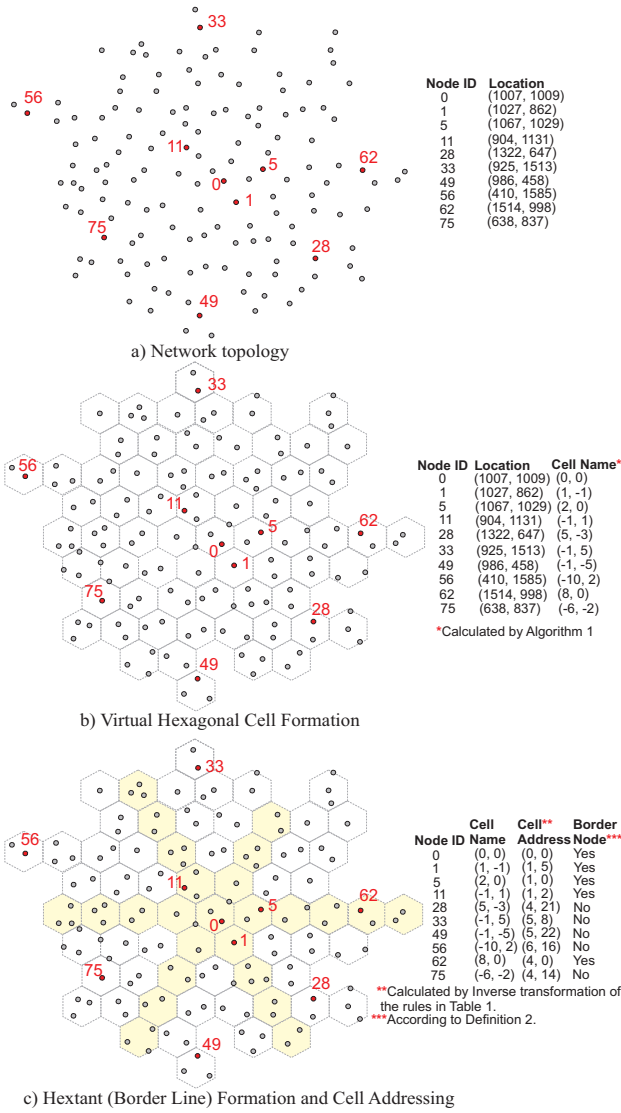 33
56
11
5
62
0
1
75
28
49
Node ID Location
0 (1007, 1009)
1 (1027, 862)
5 (1067, 1029)
11 (904, 1131)
28 (1322, 647)
33 (925, 1513)
49 (986, 458)
56 (410, 1585)
62 (1514, 998)
75 (638, 837)
a) Network topology
33
56
11
5
62
0
1
75
28
49
Node ID Location Cell Name*
0 (1007, 1009) (0, 0)
1 (1027, 862) (1, -1)
5 (1067, 1029) (2, 0)
11 (904, 1131) (-1, 1)
28 (1322, 647) (5, -3)
33 (925, 1513) (-1, 5)
49 (986, 458) (-1, -5)
56 (410, 1585) (-10, 2)
62 (1514, 998) (8, 0)
75 (638, 837) (-6, -2)
*Calculated by Algorithm 1
b) Virtual Hexagonal Cell Formation
33
56
11
5
62
0
1
75
28
49
Cell Cell** Border
Node ID Name Address Node***
0 (0, 0) (0, 0) Yes
1 (1, -1) (1, 5) Yes
5 (2, 0) (1, 0) Yes
11 (-1, 1) (1, 2) Yes
28 (5, -3) (4, 21) No
33 (-1, 5) (5, 8) No
49 (-1, -5) (5, 22) No
56 (-10, 2) (6, 16) No
62 (8, 0) (4, 0) Yes
75 (-6, -2) (4, 14) No
**Calculated by Inverse transformation of
the rules in Table 1.
***According to Definition 2.
c) Hextant (Border Line) Formation and Cell Addressing